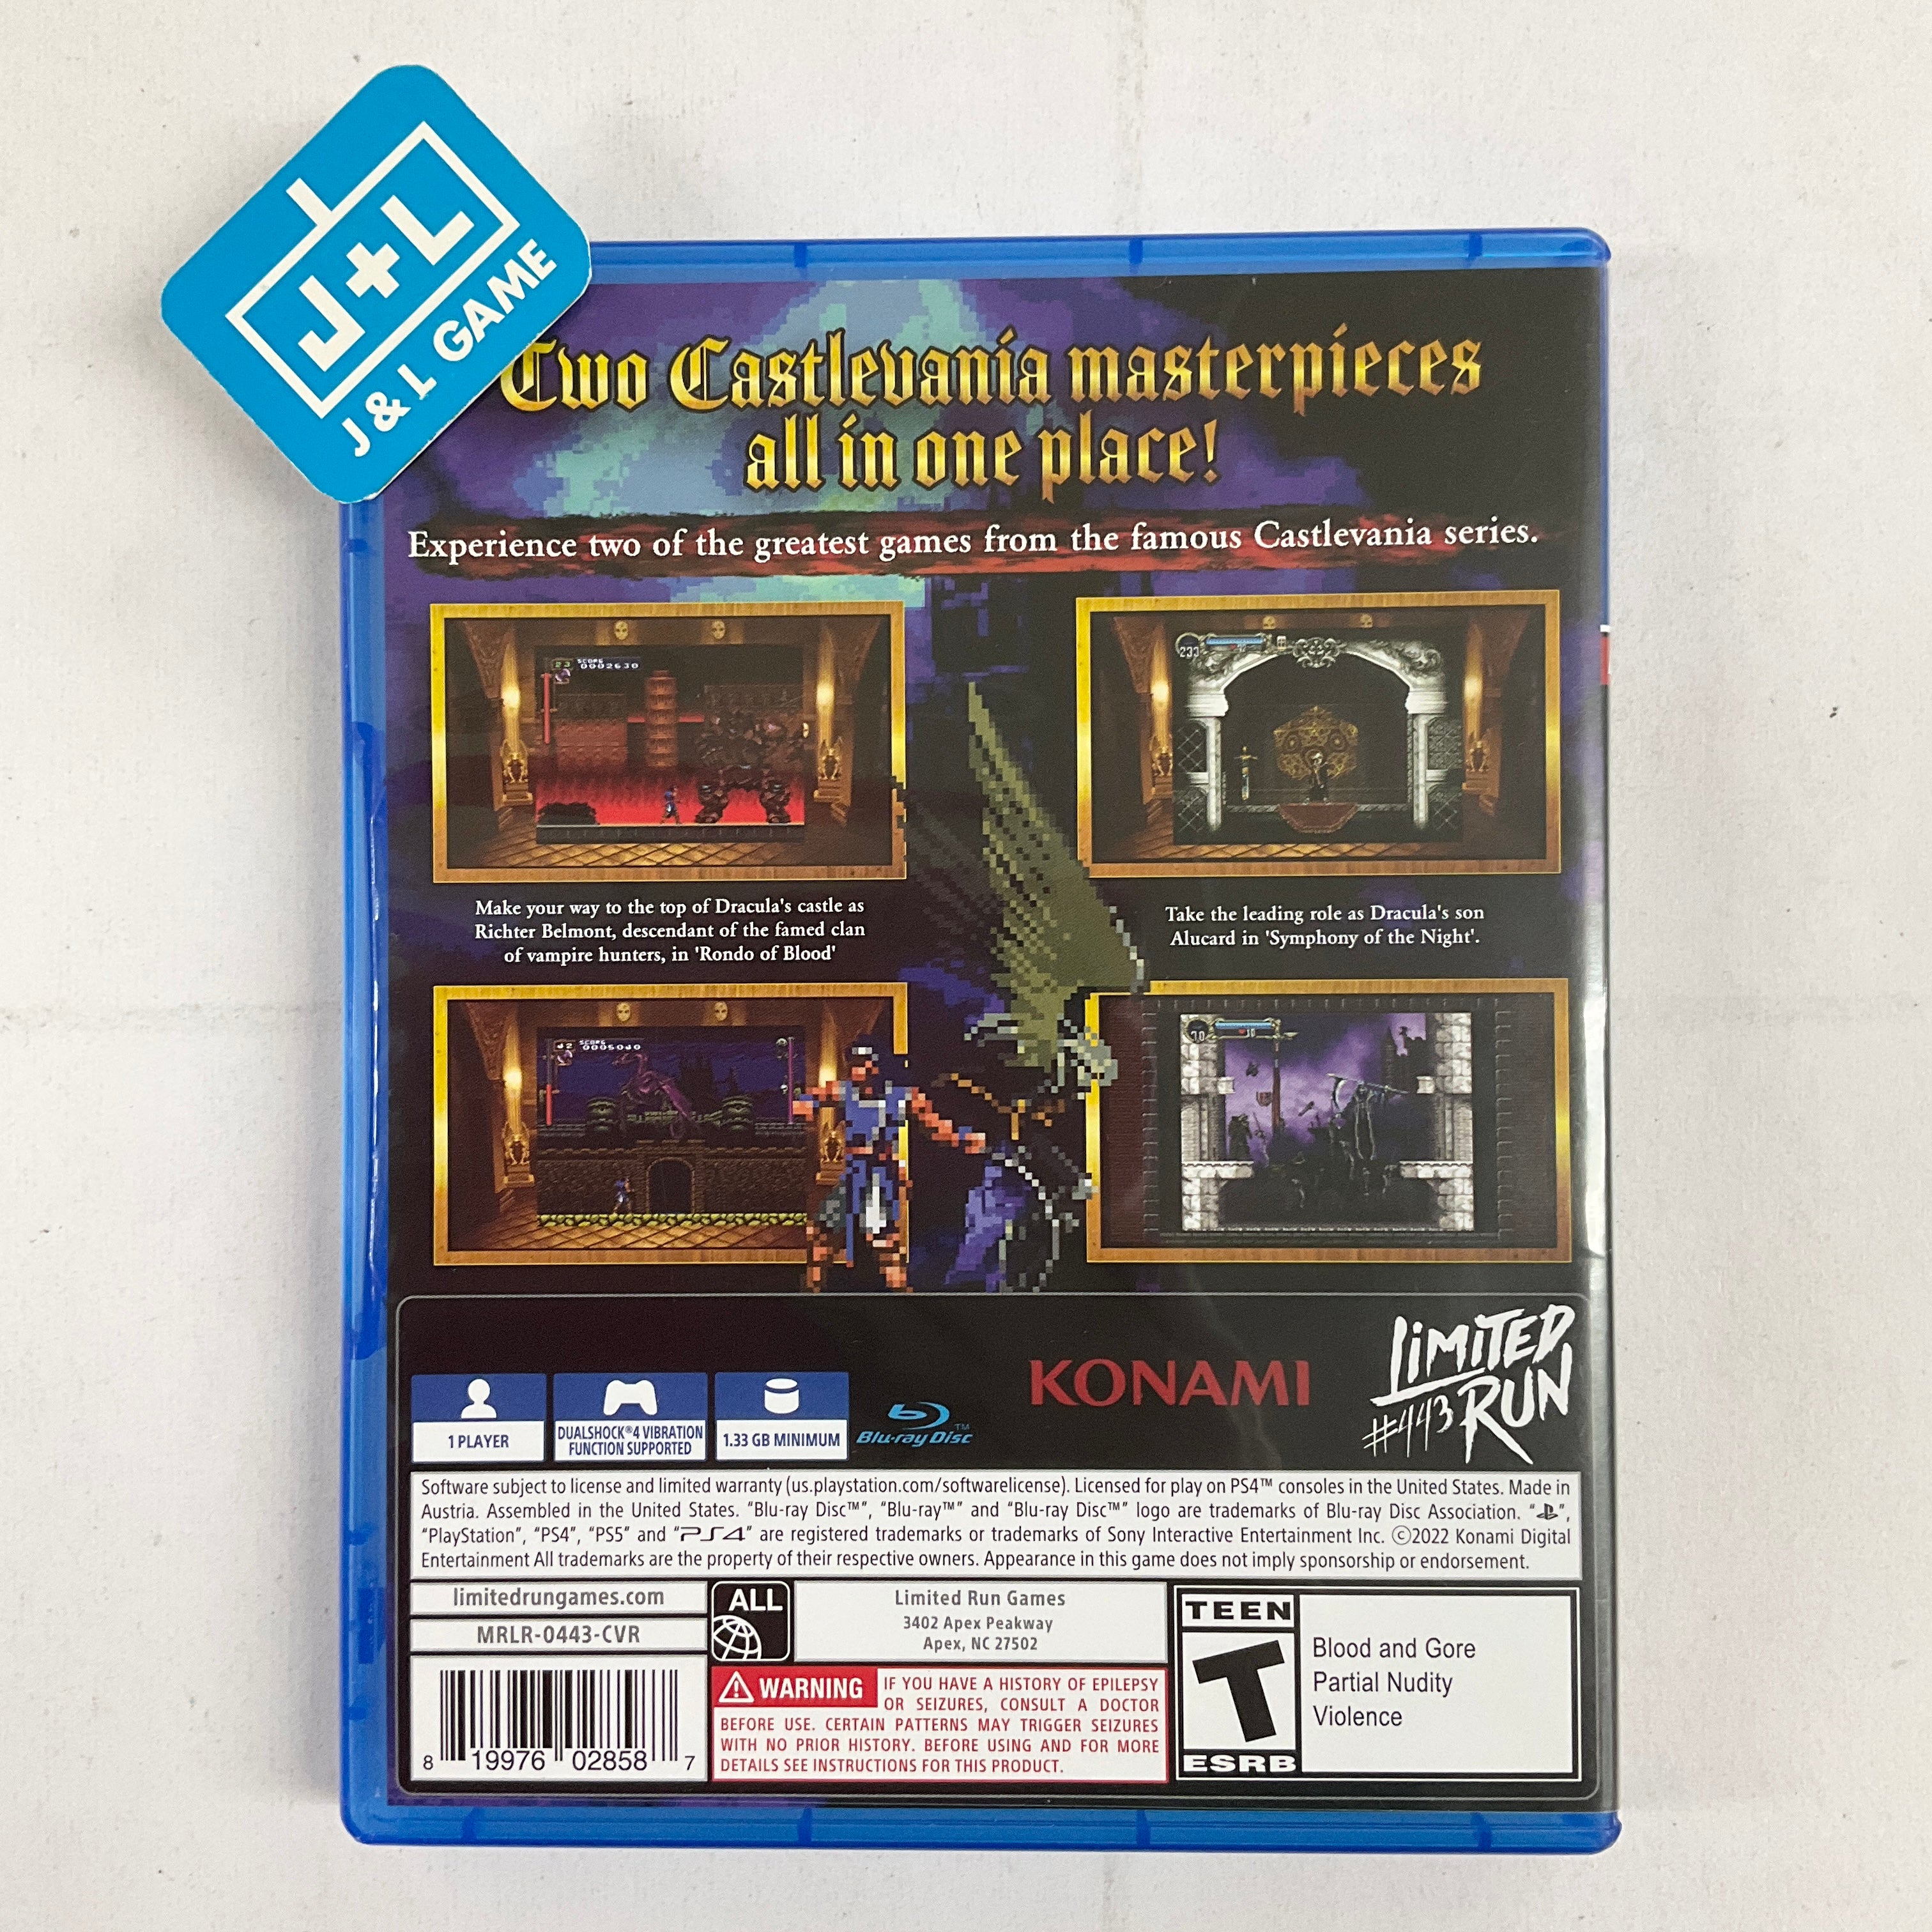 J+L
J & L GAME
Two Castlevania masterpieces
all in one place!
Experience two of the greatest games from the famous Castlevania series.
23 SCORE
0002630
233
Make your way to the top of Dracula's castle as
Richter Belmont, descendant of the famed clan
of vampire hunters, in 'Rondo of Blood'
Take the leading role as Dracula's son
Alucard in 'Symphony of the Night'.
42 SCORE
0005040
70
LIMITED
RUN
#443
KONAMI
1 PLAYER
DUALSHOCK®4 VIBRATION
FUNCTION SUPPORTED
1.33 GB MINIMUM
Blu-ray Disc™
Software subject to license and limited warranty (us.playstation.com/softwarelicense). Licensed for play on PS4™ consoles in the United States. Made in
Austria. Assembled in the United States. “Blu-ray Disc™”, “Blu-ray™” and “Blu-ray Disc™” logo are trademarks of Blu-ray Disc Association. “ ”,
“PlayStation”, “PS4”, “PS5” and “PS4” are registered trademarks or trademarks of Sony Interactive Entertainment Inc. ©2022 Konami Digital
Entertainment All trademarks are the property of their respective owners. Appearance in this game does not imply sponsorship or endorsement.
limitedrungames.com
MRLR-0443-CVR
8 19976 02858 7
ALL
Limited Run Games
3402 Apex Peakway
Apex, NC 27502
WARNING IF YOU HAVE A HISTORY OF EPILEPSY
OR SEIZURES, CONSULT A DOCTOR
BEFORE USE. CERTAIN PATTERNS MAY TRIGGER SEIZURES
WITH NO PRIOR HISTORY. BEFORE USING AND FOR MORE
DETAILS SEE INSTRUCTIONS FOR THIS PRODUCT.
TEEN
T
ESRB
Blood and Gore
Partial Nudity
Violence